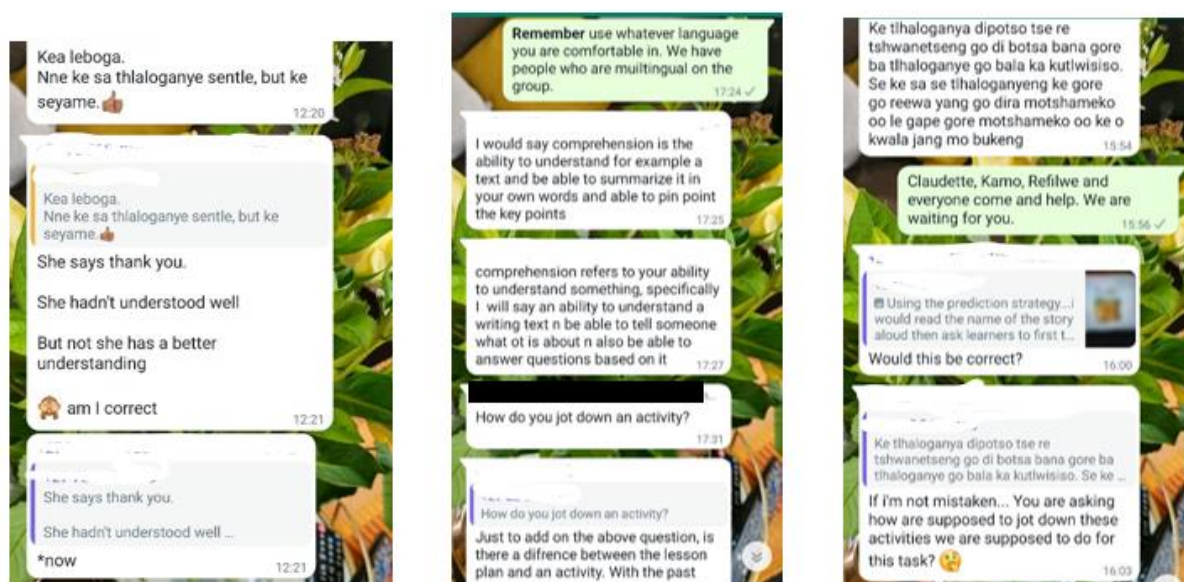 Kea leboga.
Nne ke sa thlaloganye sentle, but ke
seyame.👍🏽
12:20
Kea leboga.
Nne ke sa thlaloganye sentle, but ke
seyame.👍🏽
She says thank you.
She hadn't understood well
But not she has a better
understanding
🙈 am I correct
12:21
She says thank you.
She hadn't understood well ...
*now
12:21
Remember use whatever language
you are comfortable in. We have
people who are muiltingual on the
group.
17:24
I would say comprehension is the
ability to understand for example a
text and be able to summarize it in
your own words and able to pin point
the key points
17:25
comprehension refers to your ability
to understand something, specifically
I will say an ability to understand a
writing text n be able to tell someone
what ot is about n also be able to
answer questions based on it
17:27
How do you jot down an activity?
17:31
How do you jot down an activity?
Just to add on the above question, is
there a difrence between the lesson
plan and an activity. With the past
Ke tlhaloganya dipotso tse re
tshwanetseng go di botsa bana gore
ba tlhaloganye go bala ka kutlwisiso.
Se ke sa se tlhaloganyeng ke gore
go reewa yang go dira motshameko
oo le gape gore motshameko oo ke o
kwala jang mo bukeng
15:54
Claudette, Kamo, Refilwe and
everyone come and help. We are
waiting for you.
15:56
Using the prediction strategy...i
would read the name of the story
aloud then ask learners to first t...
Would this be correct?
16:00
Ke tlhaloganya dipotso tse re
tshwanetseng go di botsa bana gore ba
tlhaloganye go bala ka kutlwisiso. Se ke ...
If i'm not mistaken... You are asking
how are supposed to jot down these
activities we are supposed to do for
this task? 🤔
16:03